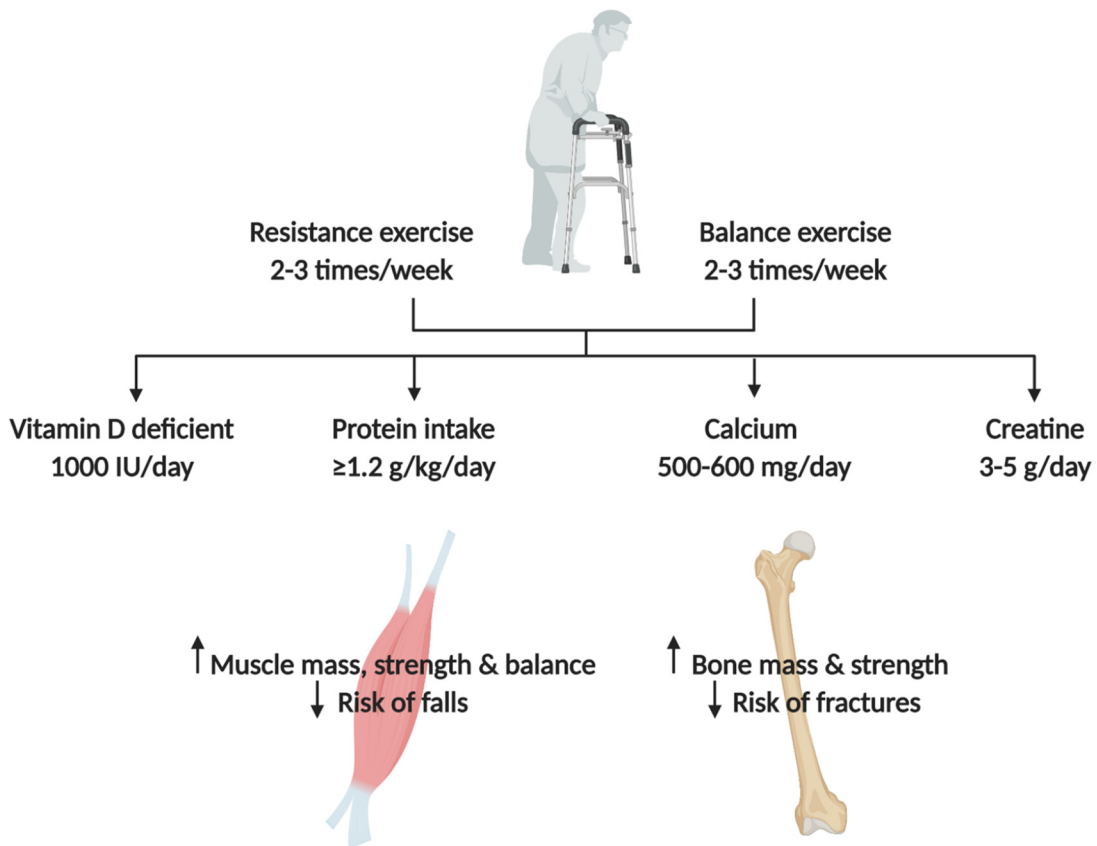 Resistance exercise
2-3 times/week
Balance exercise
2-3 times/week
Vitamin D deficient
1000 IU/day
Protein intake
≥1.2 g/kg/day
Calcium
500-600 mg/day
Creatine
3-5 g/day
↑ Muscle mass, strength & balance
↓ Risk of falls
↑ Bone mass & strength
↓ Risk of fractures